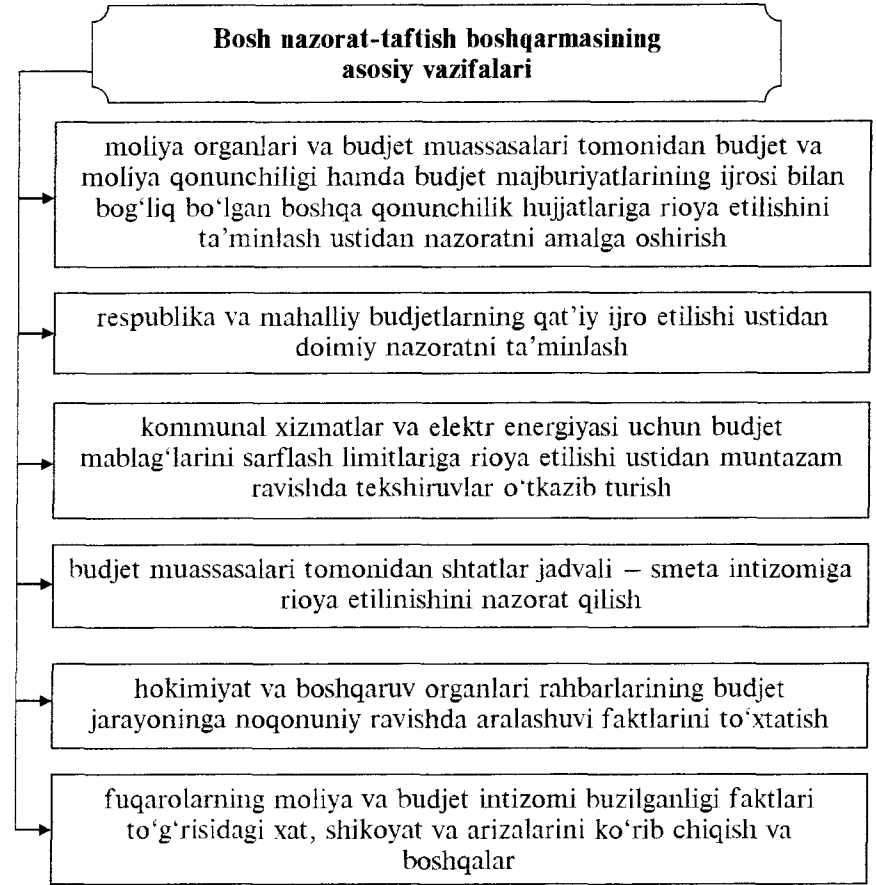 Bosh nazorat-taftish boshqarmasining
asosiy vazifalari
moliya organlari va budjet muassasalari tomonidan budjet va
moliya qonunchiligi hamda budjet majburiyatlarining ijrosi bilan
bog‘liq bo‘lgan boshqa qonunchilik hujjatlariga rioya etilishini
ta’minlash ustidan nazoratni amalga oshirish
respublika va mahalliy budjetlarning qat’iy ijro etilishi ustidan
doimiy nazoratni ta’minlash
kommunal xizmatlar va elektr energiyasi uchun budjet
mablag‘larini sarflash limitlariga rioya etilishi ustidan muntazam
ravishda tekshiruvlar o‘tkazib turish
budjet muassasalari tomonidan shtatlar jadvali – smeta intizomiga
rioya etilinishini nazorat qilish
hokimiyat va boshqaruv organlari rahbarlarining budjet
jarayoninga noqonuniy ravishda aralashuvi faktlarini to‘xtatish
fuqarolarning moliya va budjet intizomi buzilganligi faktlari
to‘g‘risidagi xat, shikoyat va arizalarini ko‘rib chiqish va
boshqalar